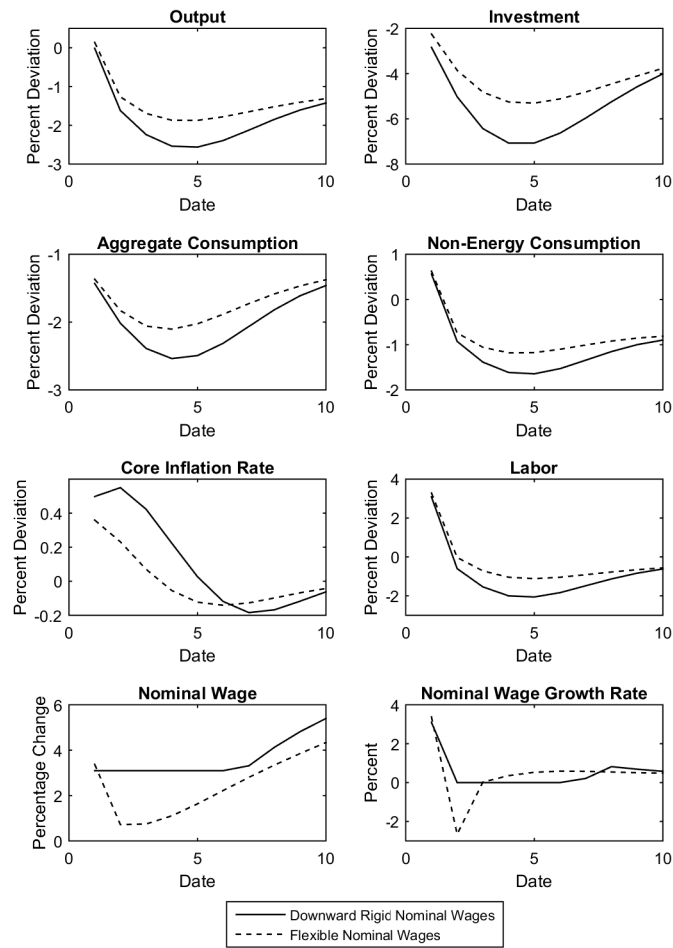 Output
0
-1
-2
-3
Percent Deviation
0 5 10
Date
Investment
-2
-4
-6
-8
Percent Deviation
0 5 10
Date
Aggregate Consumption
-1
-2
-3
Percent Deviation
0 5 10
Date
Non-Energy Consumption
1
0
-1
-2
Percent Deviation
0 5 10
Date
Core Inflation Rate
0.4
0.2
0
-0.2
Percent Deviation
0 5 10
Date
Labor
4
2
0
-2
Percent Deviation
0 5 10
Date
Nominal Wage
6
4
2
0
Percentage Change
0 5 10
Date
Nominal Wage Growth Rate
4
2
0
-2
Percent
0 5 10
Date
Downward Rigid Nominal Wages
Flexible Nominal Wages